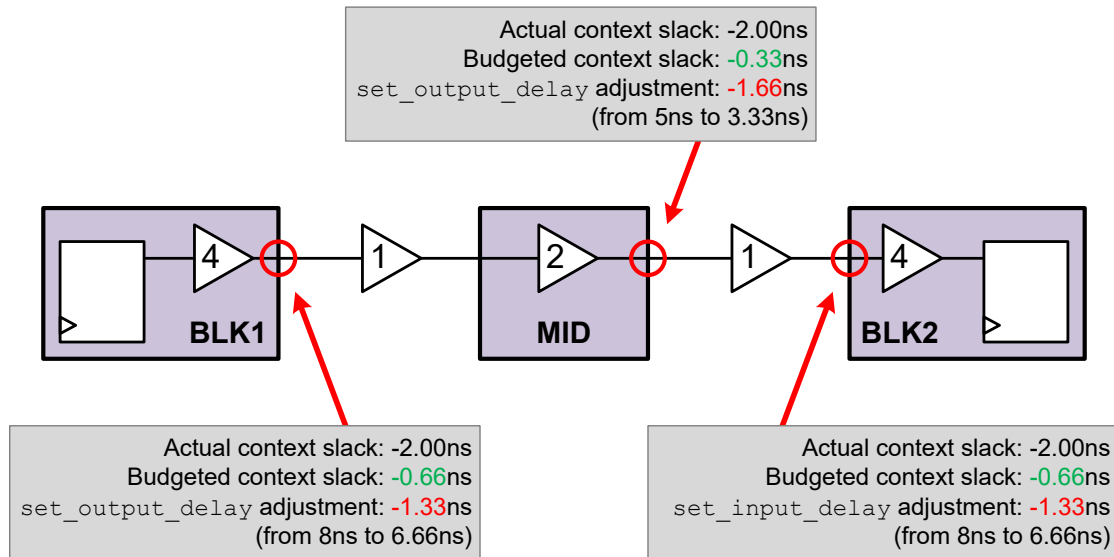 Actual context slack: -2.00ns
Budgeted context slack: -0.33ns
set_output_delay adjustment: -1.66ns
(from 5ns to 3.33ns)
4
1
2
1
4
BLK1
MID
BLK2
Actual context slack: -2.00ns
Budgeted context slack: -0.66ns
set_output_delay adjustment: -1.33ns
(from 8ns to 6.66ns)
Actual context slack: -2.00ns
Budgeted context slack: -0.66ns
set_input_delay adjustment: -1.33ns
(from 8ns to 6.66ns)